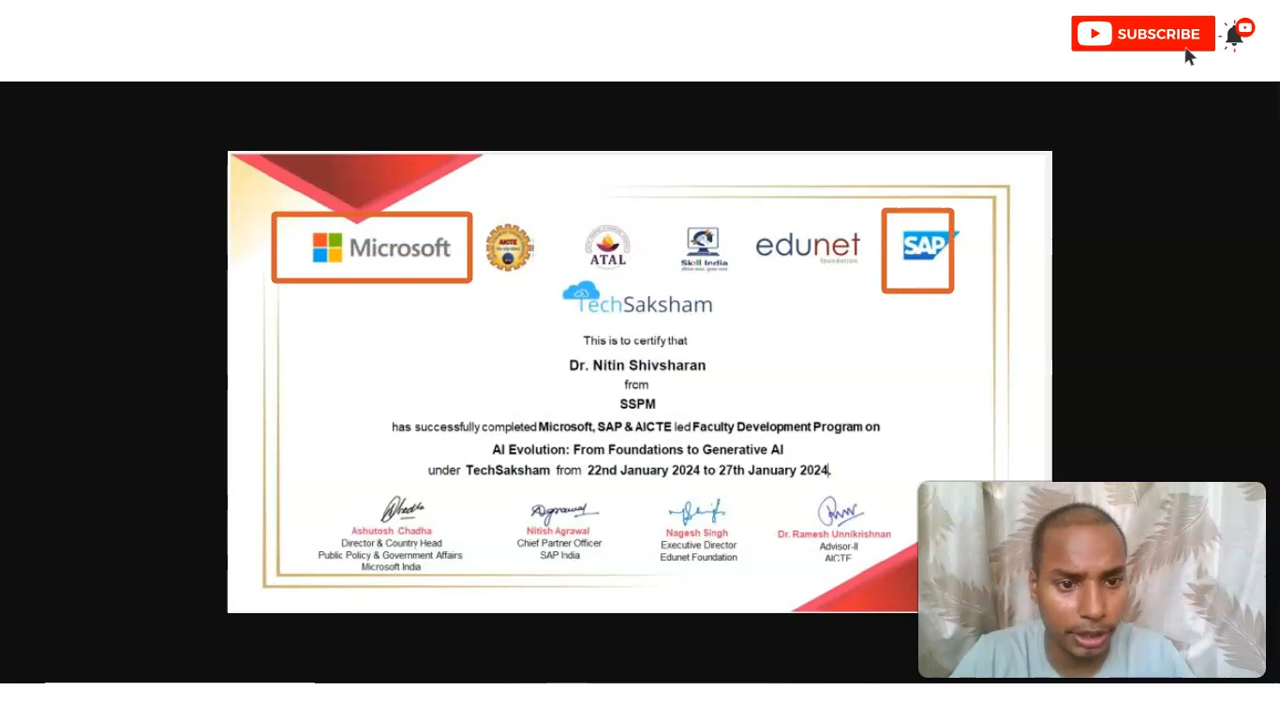 SUBSCRIBE
Microsoft
AICTE
ATAL
Skill India
edunet
foundation
SAP
TechSaksham
This is to certify that
Dr. Nitin Shivsharan
from
SSPM
has successfully completed Microsoft, SAP & AICTE led Faculty Development Program on
AI Evolution: From Foundations to Generative AI
under TechSaksham from 22nd January 2024 to 27th January 2024.
Ashutosh Chadha
Director & Country Head
Public Policy & Government Affairs
Microsoft India
Nitish Agrawal
Chief Partner Officer
SAP India
Nagesh Singh
Executive Director
Edunet Foundation
Dr. Ramesh Unnikrishnan
Advisor-II
AICTE